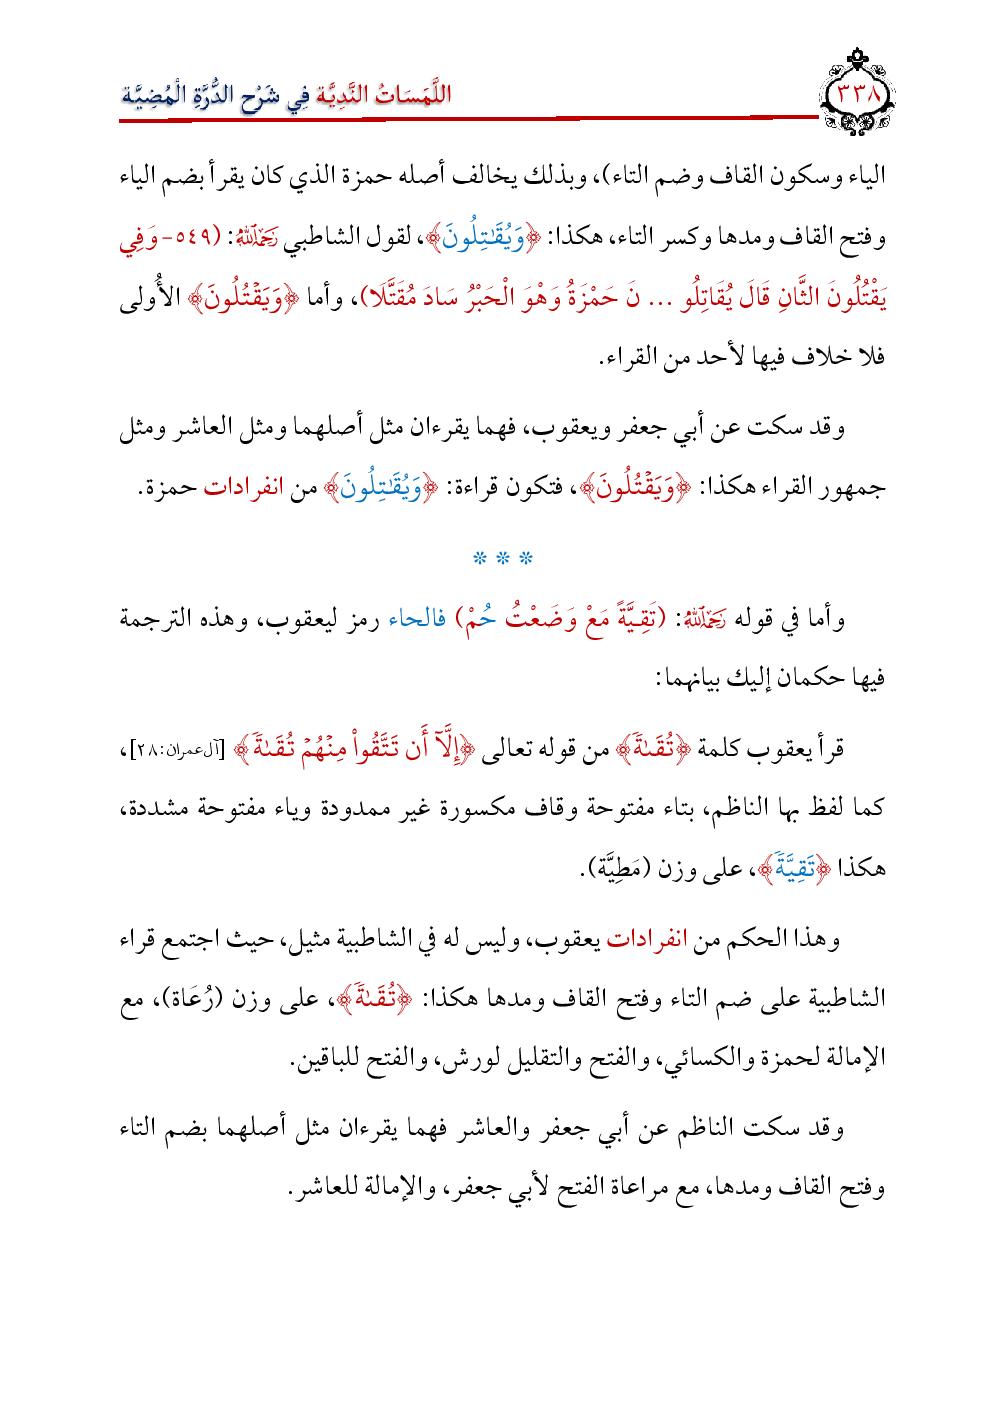 ٣٣٨
اللَّمَسَاتُ النَّدِيَّة فِي شَرْحِ الدُّرَّةِ الْمُضِيَّة
الياء وسكون القاف وضم التاء)، وبذلك يخالف أصله حمزة الذي كان يقرأ بضم الياء
وفتح القاف ومدها وكسر التاء، هكذا: ﴿وَيُقَٰتِلُونَ﴾، لقول الشاطبي رَحِمَهُ ٱللَّهُ: (٥٤٩- وَفِي
يَقْتُلُونَ الثَّانِ قَالَ يُقَاتِلُو ... نَ حَمْزَةُ وَهْوَ الْحَبْرُ سَادَ مُقَتَّلَا)، وأما ﴿وَيَقْتُلُونَ﴾ الأُولى
فلا خلاف فيها لأحد من القراء.
وقد سكت عن أبي جعفر ويعقوب، فهما يقرءان مثل أصلهما ومثل العاشر ومثل
جمهور القراء هكذا: ﴿وَيَقْتُلُونَ﴾، فتكون قراءة: ﴿وَيُقَٰتِلُونَ﴾ من انفرادات حمزة.
* * *
وأما في قوله رَحِمَهُ ٱللَّهُ: (تَقِيَّةً مَعْ وَضَعْتُ حُمْ) فالحاء رمز ليعقوب، وهذه الترجمة
فيها حكمان إليك بيانهما:
قرأ يعقوب كلمة ﴿تُقَىٰةٗ﴾ من قوله تعالى ﴿إِلَّآ أَن تَتَّقُواْ مِنْهُمْ تُقَىٰةٗ﴾ [آل عمران:٢٨]،
كما لفظ بها الناظم، بتاء مفتوحة وقاف مكسورة غير ممدودة وياء مفتوحة مشددة،
هكذا ﴿تَقِيَّةٗ﴾، على وزن (مَطِيَّة).
وهذا الحكم من انفرادات يعقوب، وليس له في الشاطبية مثيل، حيث اجتمع قراء
الشاطبية على ضم التاء وفتح القاف ومدها هكذا: ﴿تُقَىٰةٗ﴾، على وزن (رُعَاة)، مع
الإمالة لحمزة والكسائي، والفتح والتقليل لورش، والفتح للباقين.
وقد سكت الناظم عن أبي جعفر والعاشر فهما يقرءان مثل أصلهما بضم التاء
وفتح القاف ومدها، مع مراعاة الفتح لأبي جعفر، والإمالة للعاشر.